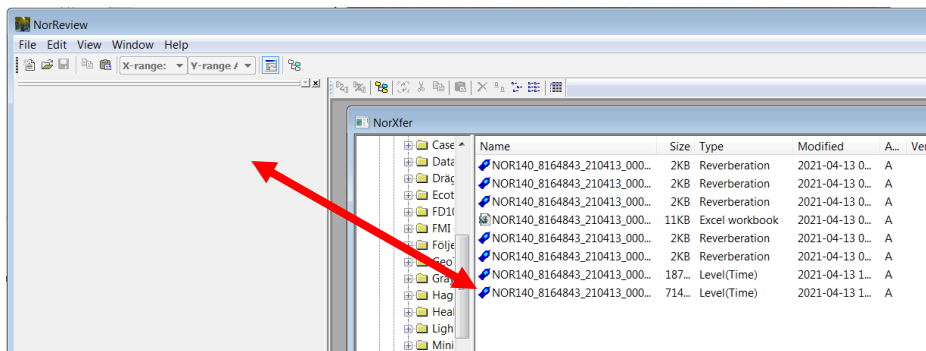 NorReview
File Edit View Window Help
X-range: Y-range /
NorXfer
Case Name Size Type Modified A... Ver
Data NOR140_8164843_210413_000... 2KB Reverberation 2021-04-13 0... A
Dräg NOR140_8164843_210413_000... 2KB Reverberation 2021-04-13 0... A
Ecot NOR140_8164843_210413_000... 2KB Reverberation 2021-04-13 0... A
FD10 NOR140_8164843_210413_000... 11KB Excel workbook 2021-04-13 0... A
FMI NOR140_8164843_210413_000... 2KB Reverberation 2021-04-13 0... A
Följe NOR140_8164843_210413_000... 2KB Reverberation 2021-04-13 0... A
NOR140_8164843_210413_000... 187... Level(Time) 2021-04-13 1... A
NOR140_8164843_210413_000... 714... Level(Time) 2021-04-13 1... A
Hag
Heal
Ligh
Mini